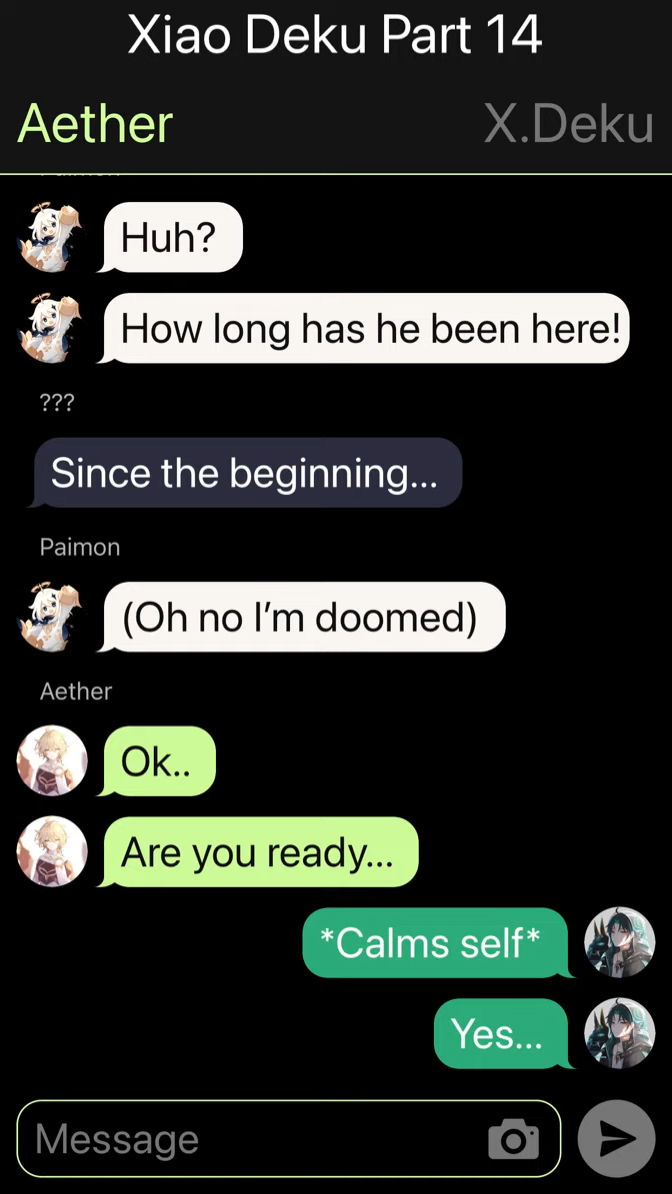 Xiao Deku Part 14
Aether X.Deku
Huh?
How long has he been here!
???
Since the beginning...
Paimon
(Oh no I’m doomed)
Aether
Ok..
Are you ready...
*Calms self*
Yes...
Message